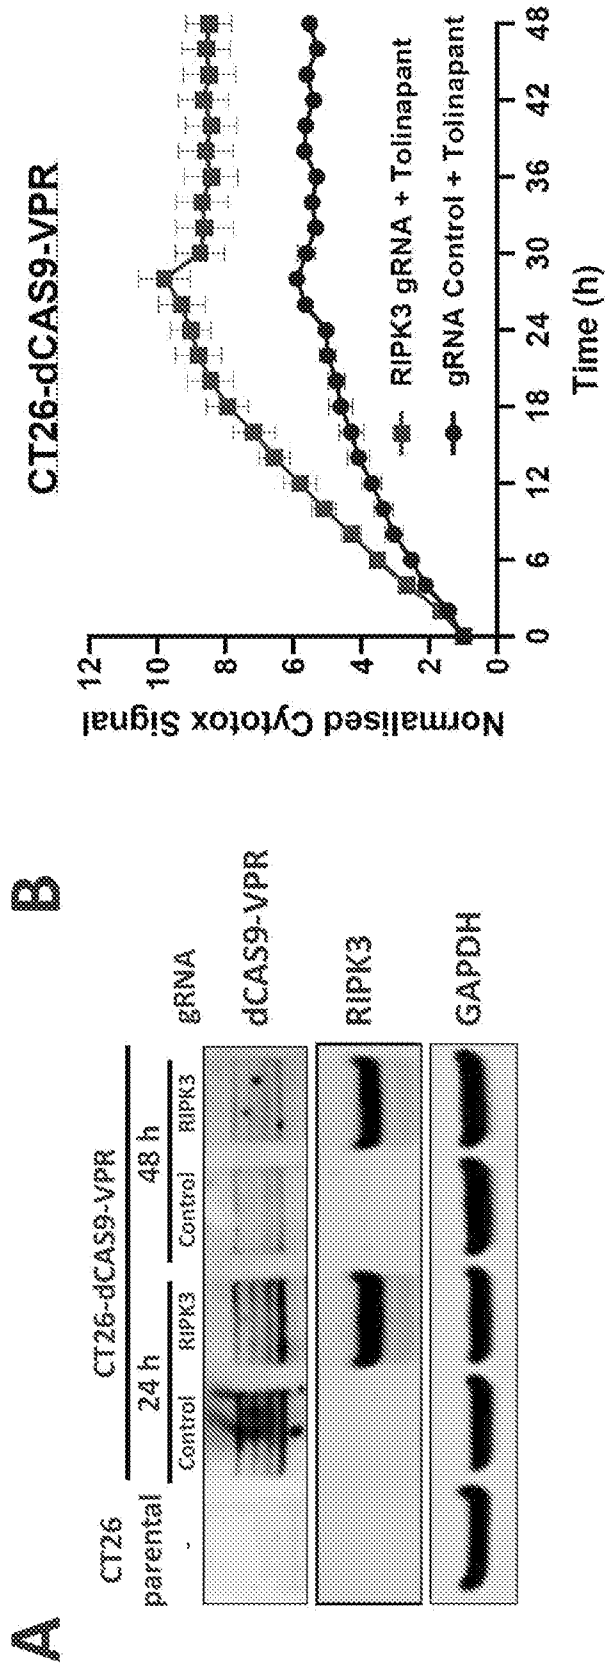 A
CT26
parental
CT26-dCAS9-VPR
24 h
48 h
-
Control
RIPK3
Control
RIPK3
gRNA
dCAS9-VPR
RIPK3
GAPDH
B
CT26-dCAS9-VPR
Normalised Cytotox Signal
12
10
8
6
4
2
0
RIPK3 gRNA + Tolinapant
gRNA Control + Tolinapant
0
6
12
18
24
30
36
42
48
Time (h)